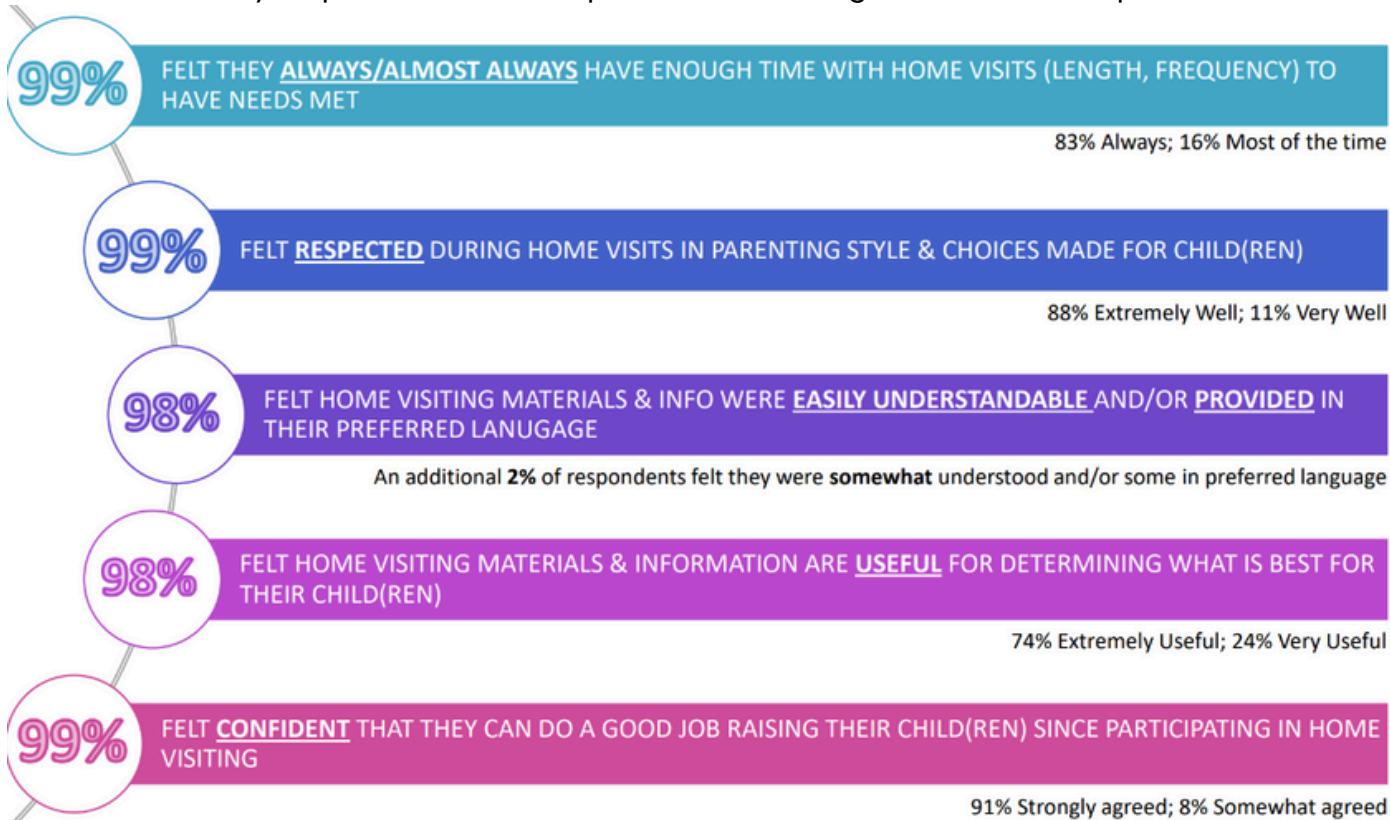 99%
FELT THEY ALWAYS/ALMOST ALWAYS HAVE ENOUGH TIME WITH HOME VISITS (LENGTH, FREQUENCY) TO
HAVE NEEDS MET
83% Always; 16% Most of the time
99%
FELT RESPECTED DURING HOME VISITS IN PARENTING STYLE & CHOICES MADE FOR CHILD(REN)
88% Extremely Well; 11% Very Well
98%
FELT HOME VISITING MATERIALS & INFO WERE EASILY UNDERSTANDABLE AND/OR PROVIDED IN
THEIR PREFERRED LANUGAGE
An additional 2% of respondents felt they were somewhat understood and/or some in preferred language
98%
FELT HOME VISITING MATERIALS & INFORMATION ARE USEFUL FOR DETERMINING WHAT IS BEST FOR
THEIR CHILD(REN)
74% Extremely Useful; 24% Very Useful
99%
FELT CONFIDENT THAT THEY CAN DO A GOOD JOB RAISING THEIR CHILD(REN) SINCE PARTICIPATING IN HOME
VISITING
91% Strongly agreed; 8% Somewhat agreed